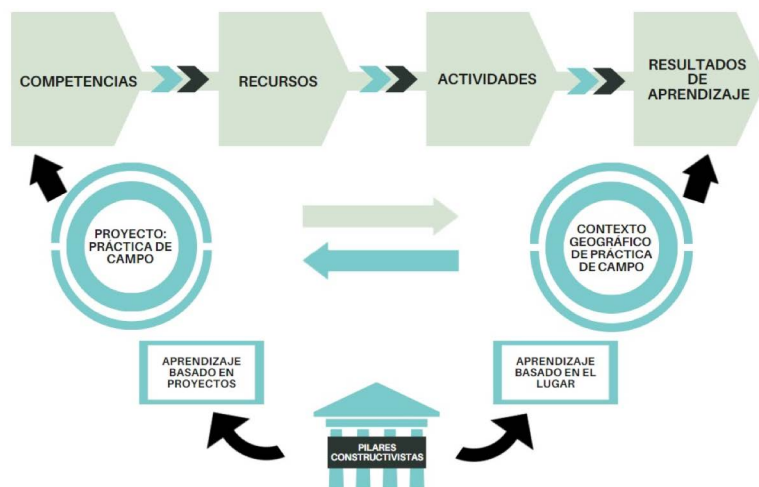 COMPETENCIAS
RECURSOS
ACTIVIDADES
RESULTADOS
DE
APRENDIZAJE
PROYECTO:
PRÁCTICA DE
CAMPO
CONTEXTO
GEOGRÁFICO
DE PRÁCTICA
DE CAMPO
APRENDIZAJE
BASADO EN
PROYECTOS
APRENDIZAJE
BASADO EN EL
LUGAR
PILARES
CONSTRUCTIVISTAS